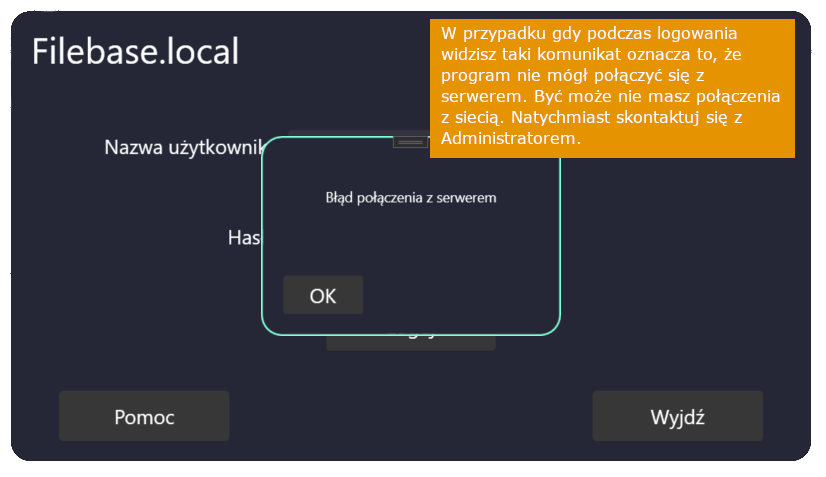 Filebase.local
W przypadku gdy podczas logowania
widzisz taki komunikat oznacza to, że
program nie mógł połączyć się z
serwerem. Być może nie masz połączenia
z siecią. Natychmiast skontaktuj się z
Administratorem.
Nazwa użytkownik
Błąd połączenia z serwerem
Has
OK
Pomoc
Wyjdź